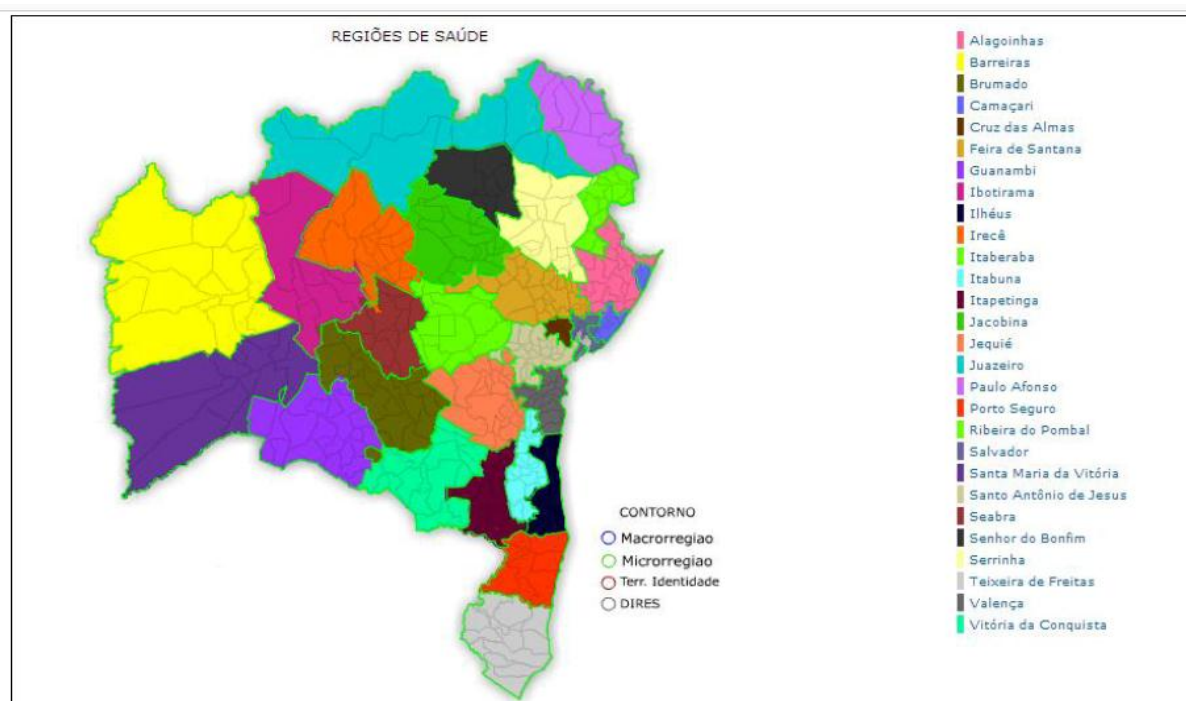 REGIÕES DE SAÚDE
Alagoinhas
Barreiras
Brumado
Camaçari
Cruz das Almas
Feira de Santana
Guanambi
Ibotirama
Ilhéus
Irecê
Itaberaba
Itabuna
Itapetinga
Jacobina
Jequié
Juazeiro
Paulo Afonso
Porto Seguro
Ribeira do Pombal
Salvador
Santa Maria da Vitória
Santo Antônio de Jesus
Seabra
Senhor do Bonfim
Serrinha
Teixeira de Freitas
Valença
Vitória da Conquista
CONTORNO
Macrorregiao
Microrregiao
Terr. Identidade
DIRES